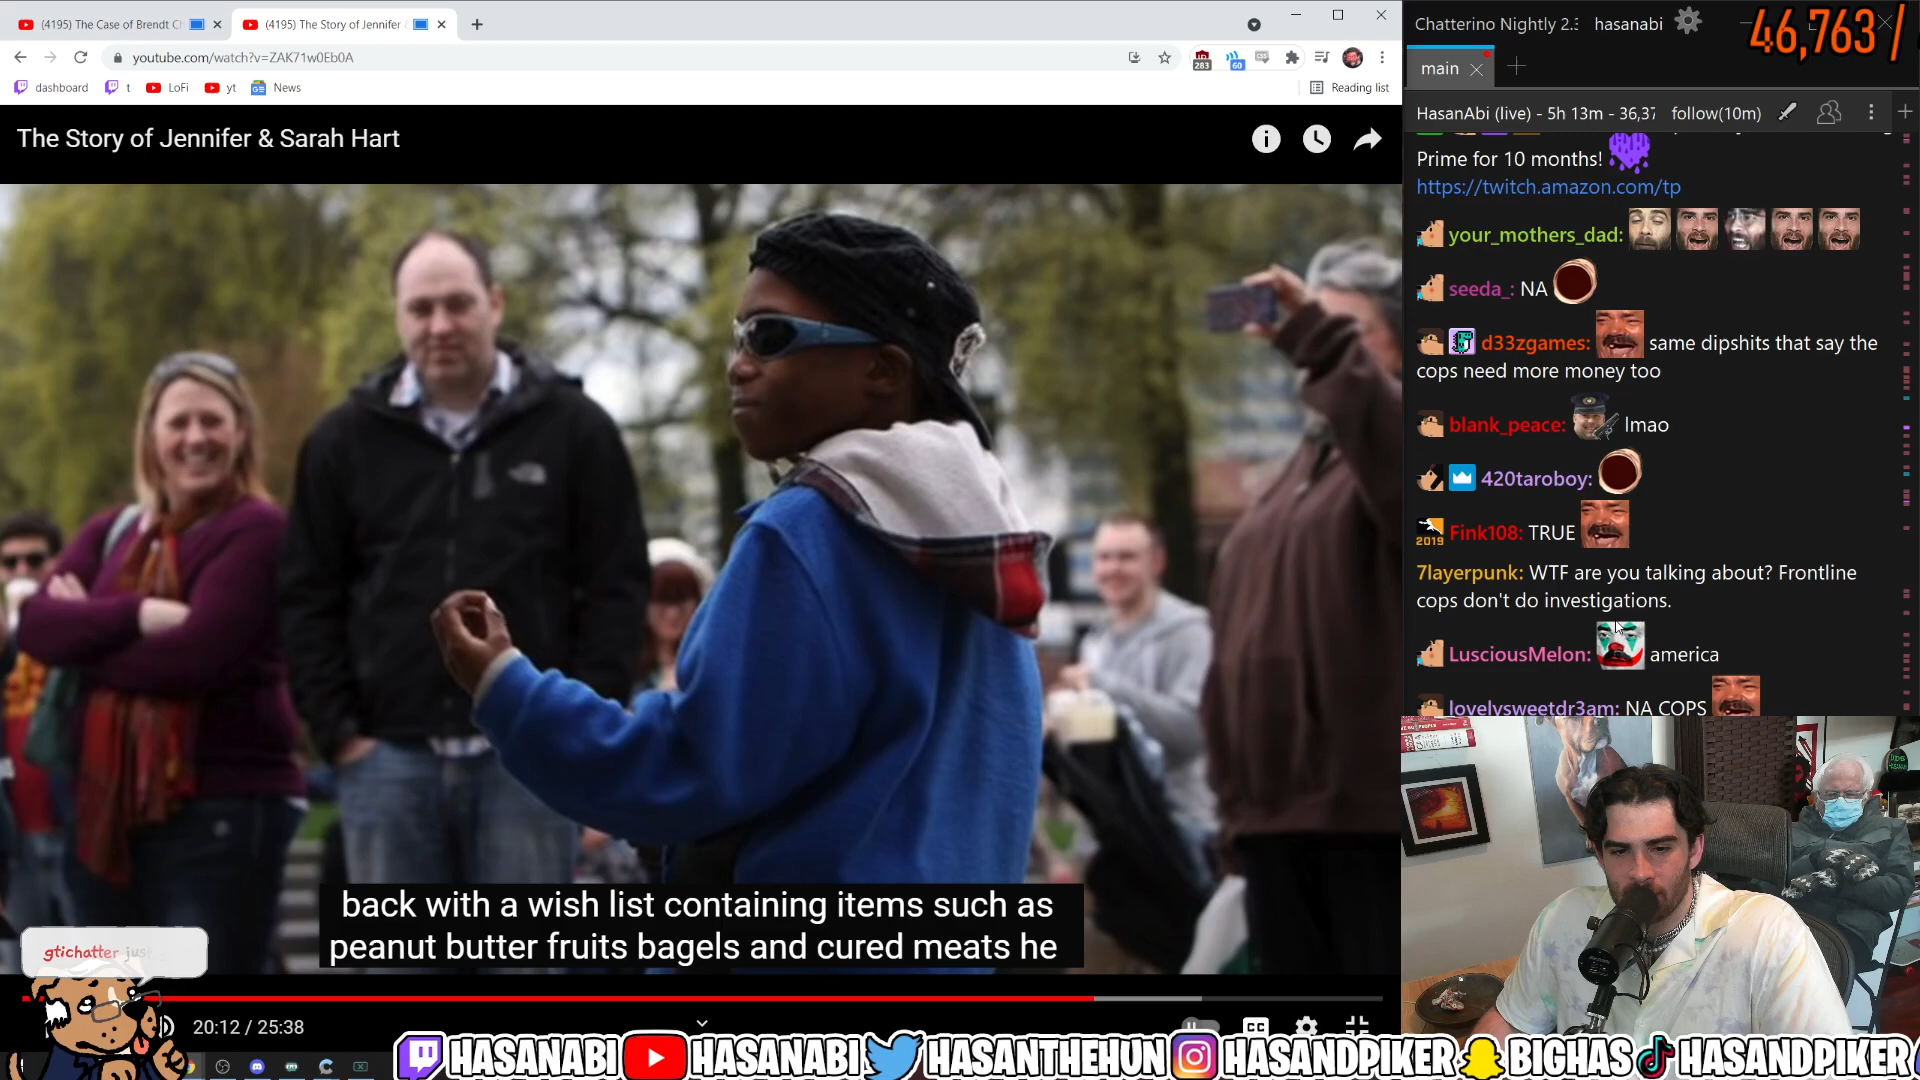 (4195) The Case of Brendt C
(4195) The Story of Jennifer
youtube.com/watch?v=ZAK71w0Eb0A
283
60
dashboard
t
LoFi
yt
News
Reading list
The Story of Jennifer & Sarah Hart
back with a wish list containing items such as
peanut butter fruits bagels and cured meats he
gtichatter just
20:12 / 25:38
CC
Chatterino Nightly 2.
hasanabi
46,763 /
main
HasanAbi (live) - 5h 13m - 36,37
follow(10m)
Prime for 10 months!
https://twitch.amazon.com/tp
your_mothers_dad:
seeda_: NA
d33zgames: same dipshits that say the
cops need more money too
blank_peace: lmao
420taroboy:
2019 Fink108: TRUE
7layerpunk: WTF are you talking about? Frontline
cops don't do investigations.
LusciousMelon: america
lovelysweetdr3am: NA COPS
HASANABI HASANABI HASANTHEHUN HASANDPIKER BIGHAS HASANDPIKER